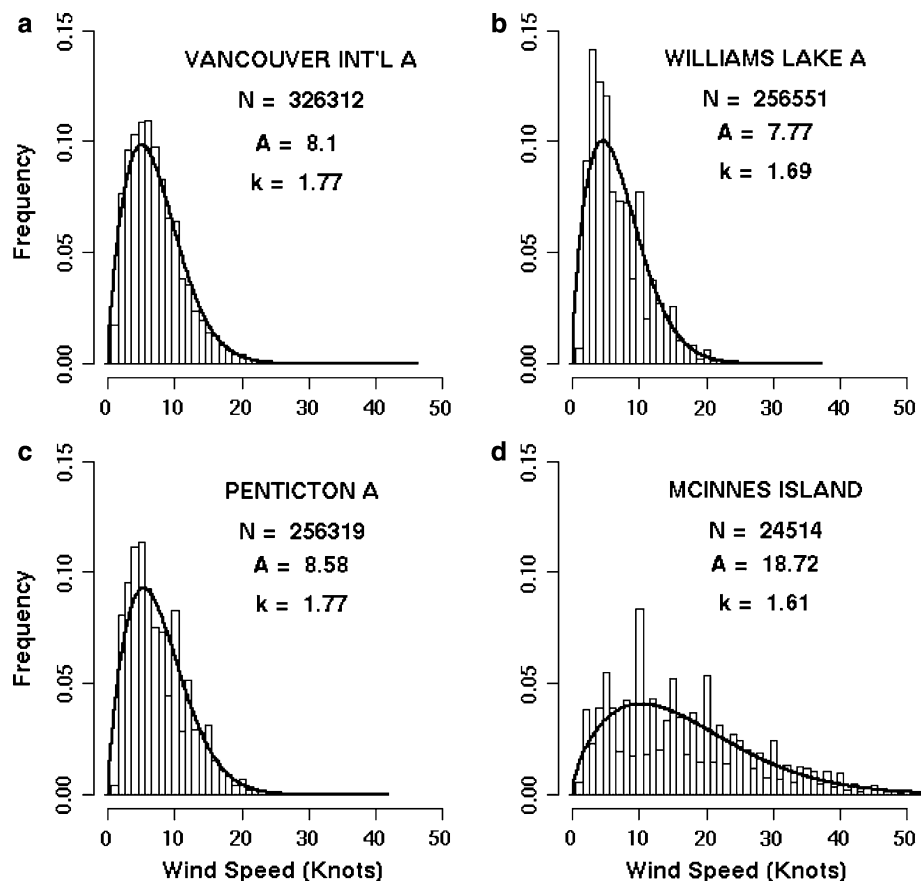 a
0.15
0.10
0.05
0.00
Frequency
VANCOUVER INT'L A
N = 326312
A = 8.1
k = 1.77
0 10 20 30 40 50
b
0.15
0.10
0.05
0.00
WILLIAMS LAKE A
N = 256551
A = 7.77
k = 1.69
0 10 20 30 40 50
c
0.15
0.10
0.05
0.00
Frequency
PENTICTON A
N = 256319
A = 8.58
k = 1.77
0 10 20 30 40 50
Wind Speed (Knots)
d
0.15
0.10
0.05
0.00
MCINNES ISLAND
N = 24514
A = 18.72
k = 1.61
0 10 20 30 40 50
Wind Speed (Knots)